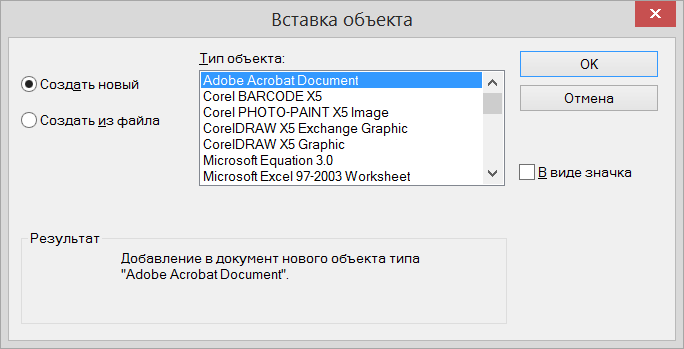 Вставка объекта
Тип объекта:
Создать новый
Создать из файла
Adobe Acrobat Document
Corel BARCODE X5
Corel PHOTO-PAINT X5 Image
CorelDRAW X5 Exchange Graphic
CorelDRAW X5 Graphic
Microsoft Equation 3.0
Microsoft Excel 97-2003 Worksheet
OK
Отмена
В виде значка
Результат
Добавление в документ нового объекта типа
"Adobe Acrobat Document".